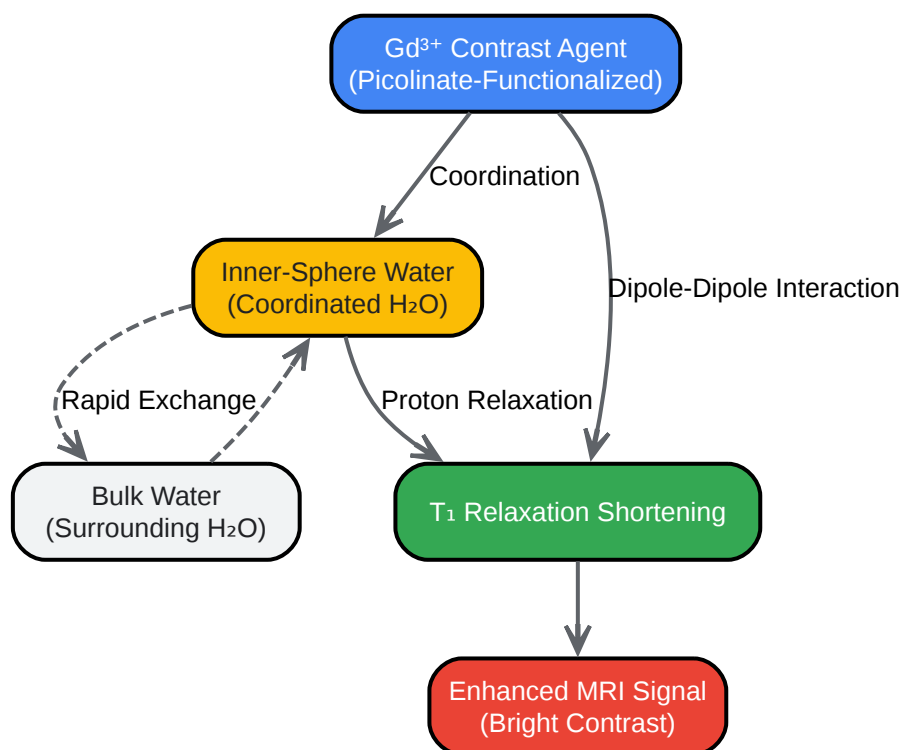 Gd³⁺ Contrast Agent
(Picolinate-Functionalized)
Coordination
Inner-Sphere Water
(Coordinated H₂O)
Dipole-Dipole Interaction
Rapid Exchange
Proton Relaxation
Bulk Water
(Surrounding H₂O)
T₁ Relaxation Shortening
Enhanced MRI Signal
(Bright Contrast)